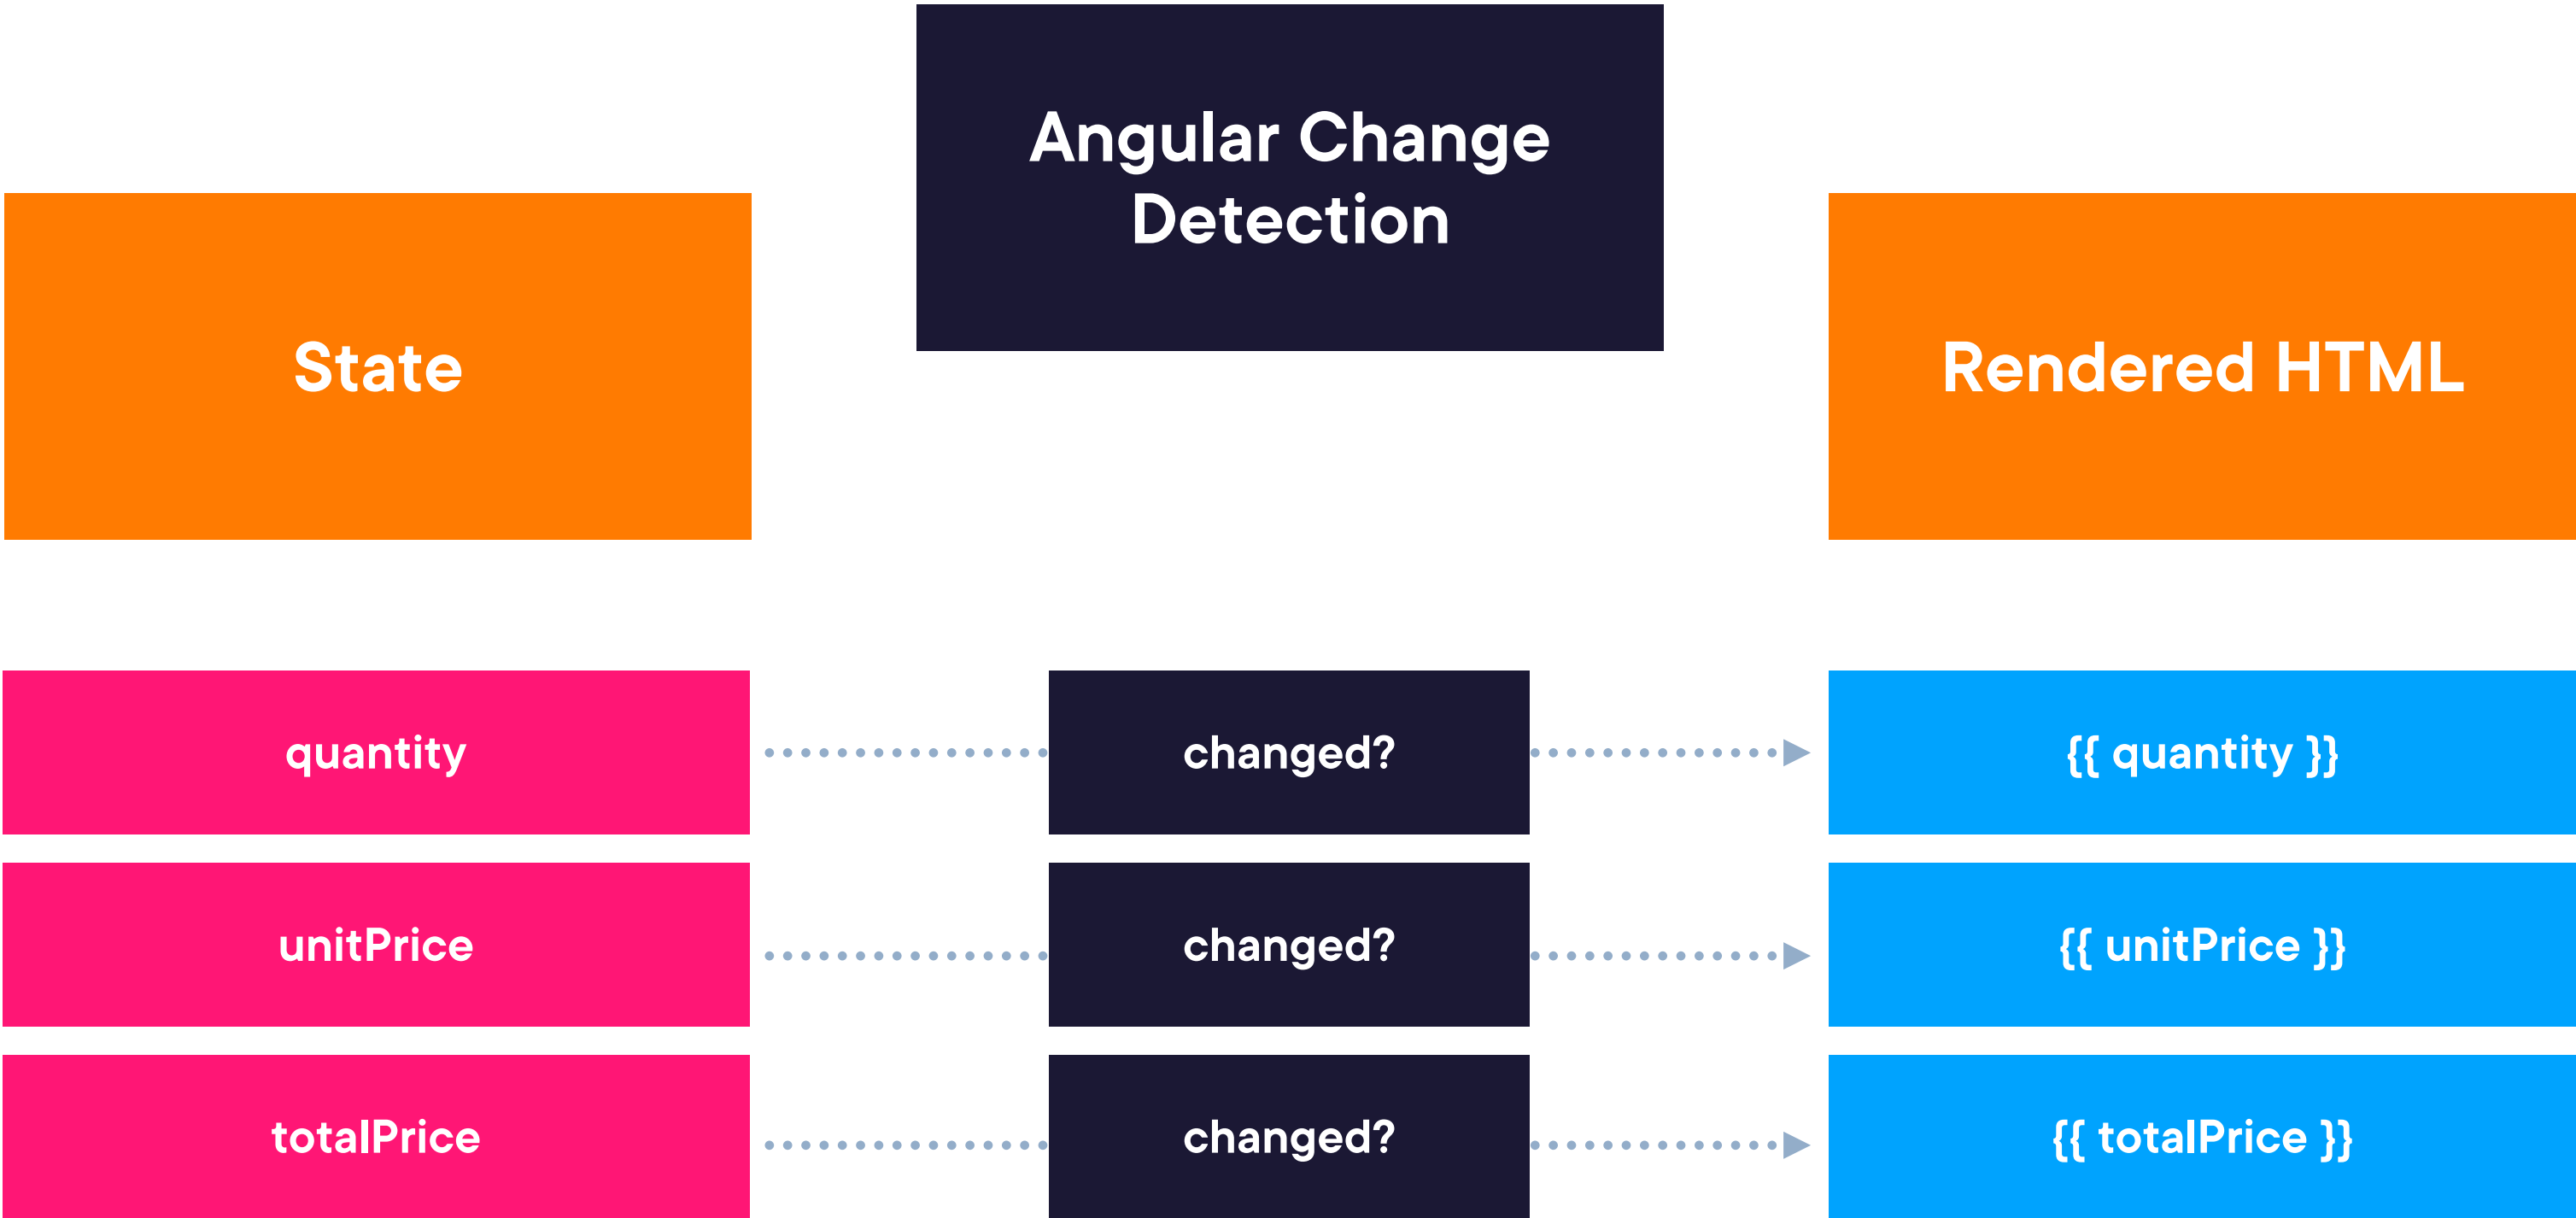 Angular Change
Detection
State
Rendered HTML
quantity
changed?
{{ quantity }}
unitPrice
changed?
{{ unitPrice }}
totalPrice
changed?
{{ totalPrice }}